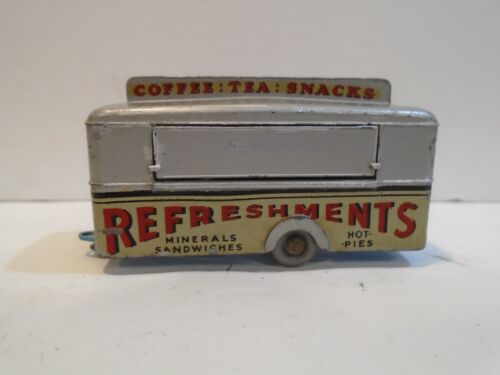 COFFEE : TEA : SNACKS
REFRESHMENTS
MINERALS
SANDWICHES
HOT-
-PIES